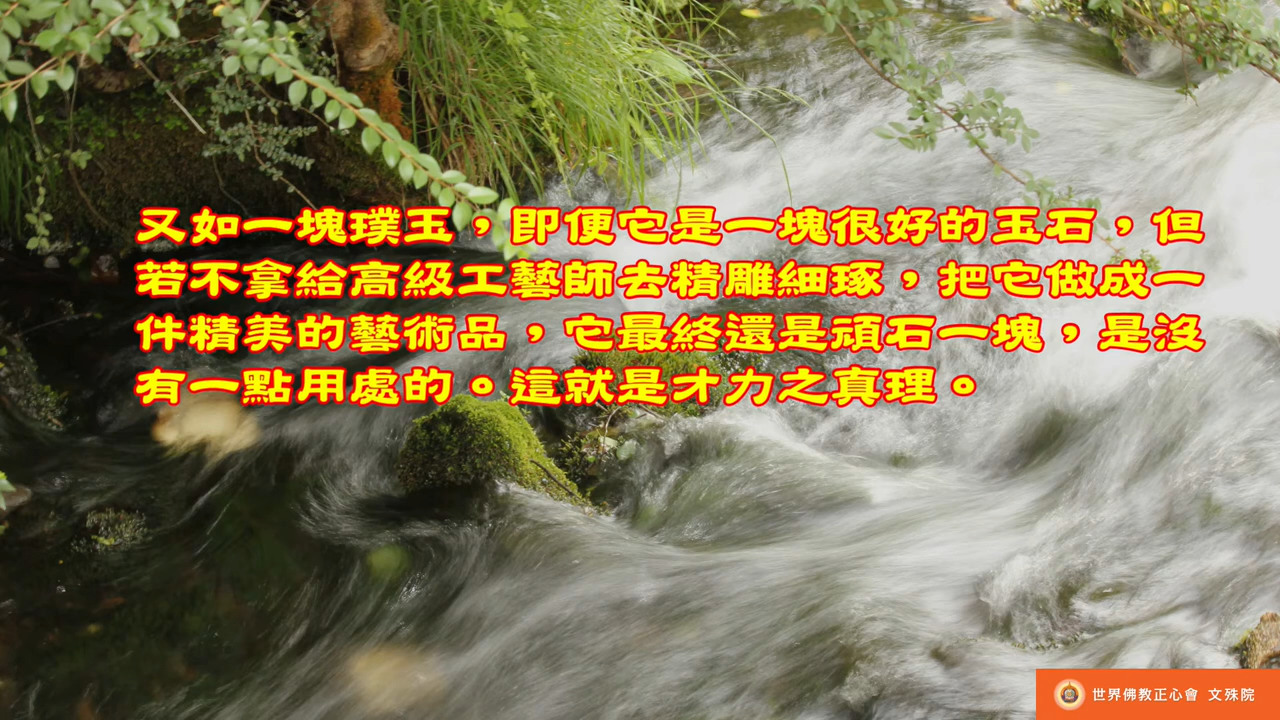 又如一塊璞玉，即便它是一塊很好的玉石，但
若不拿給高級工藝師去精雕細琢，把它做成一
件精美的藝術品，它最終還是頑石一塊，是沒
有一點用處的。這就是才力之真理。
世界佛教正心會 文殊院